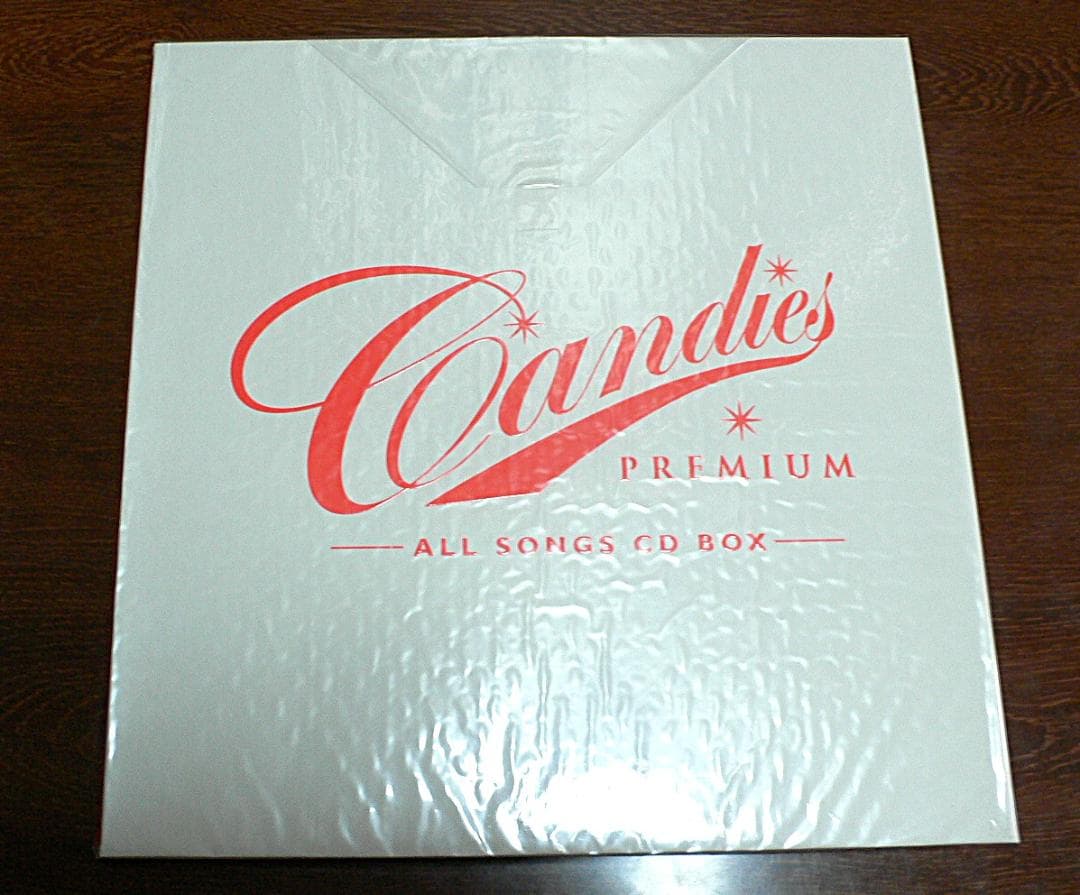 Candies
PREMIUM
ALL SONGS CD BOX